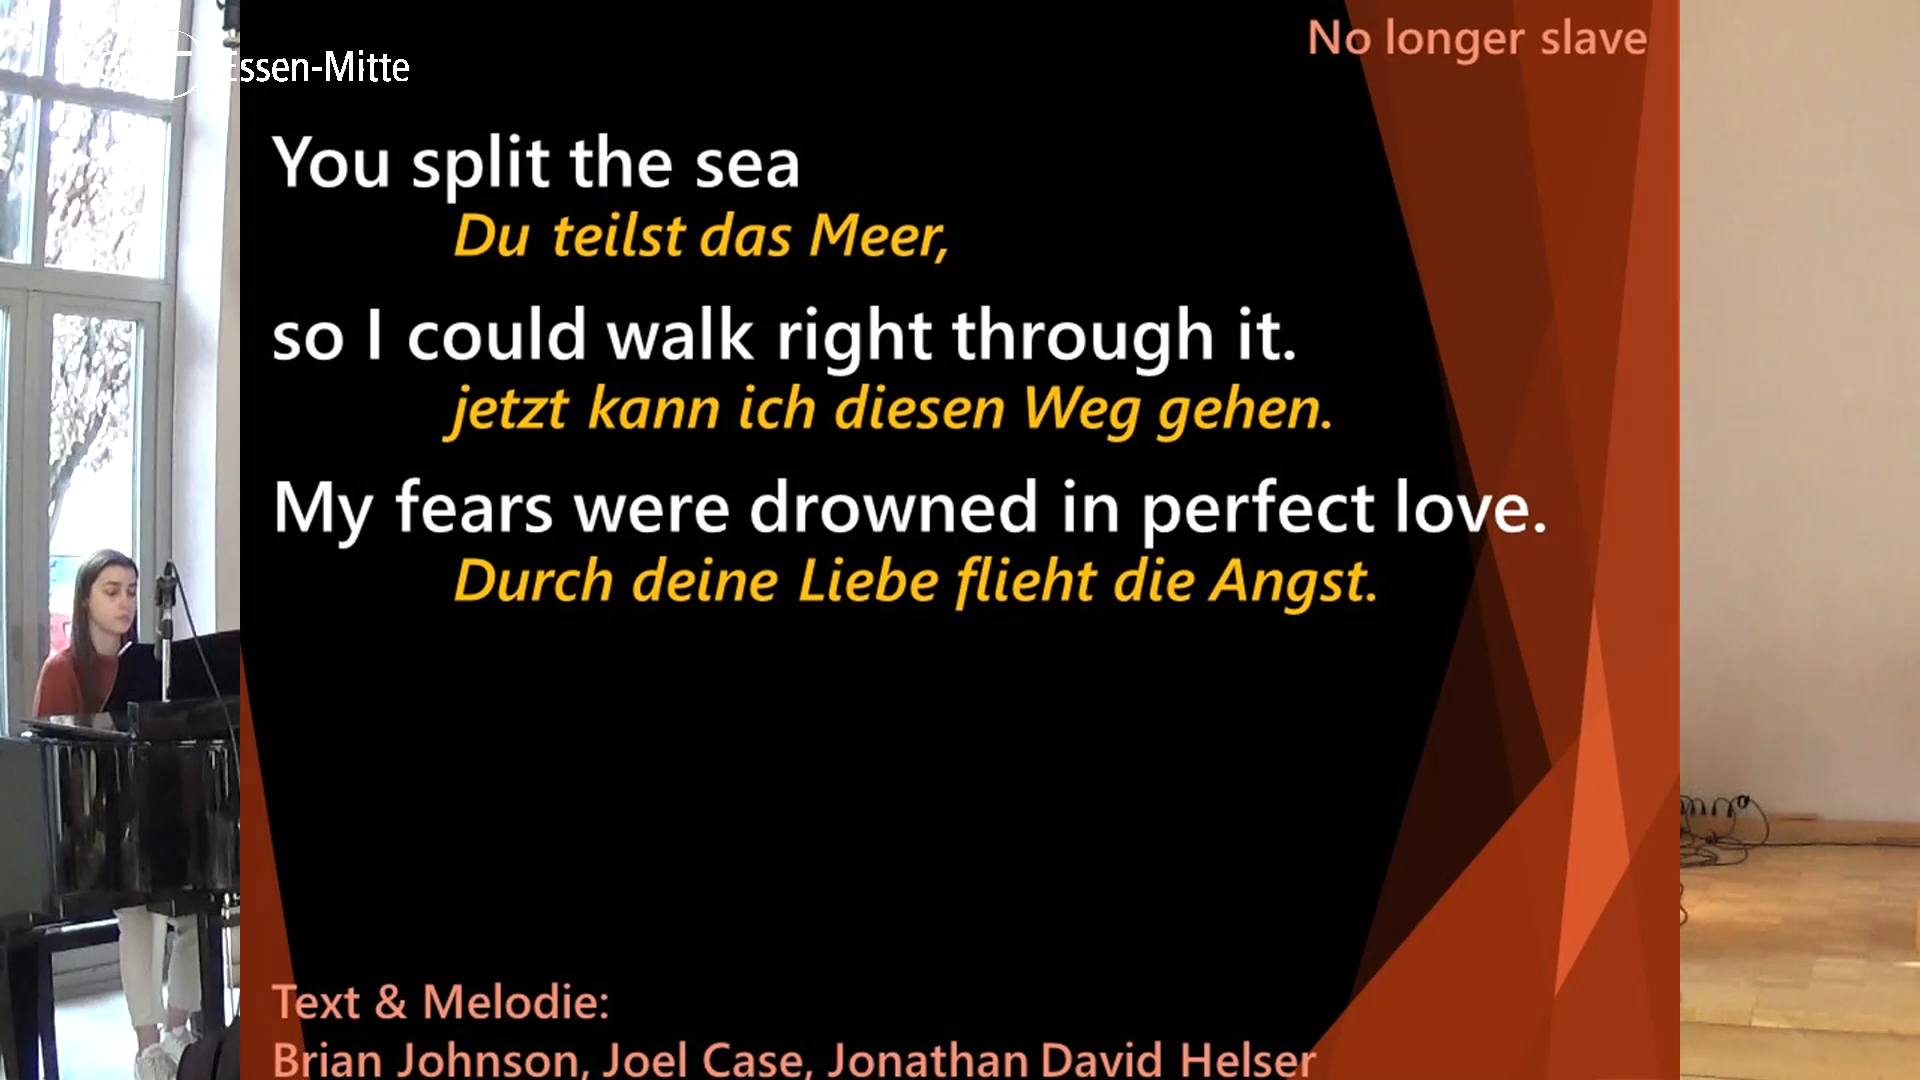 No longer slave
Essen-Mitte
You split the sea
Du teilst das Meer,
so I could walk right through it.
jetzt kann ich diesen Weg gehen.
My fears were drowned in perfect love.
Durch deine Liebe flieht die Angst.
Text & Melodie:
Brian Johnson, Joel Case, Jonathan David Helser